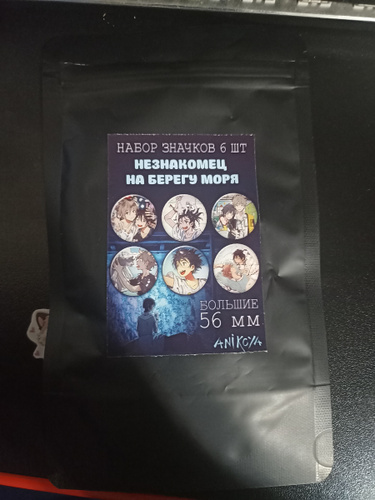 НАБОР ЗНАЧКОВ 6 ШТ
НЕЗНАКОМЕЦ
НА БЕРЕГУ МОРЯ
БОЛЬШИЕ
56 мм
ANiKOYA